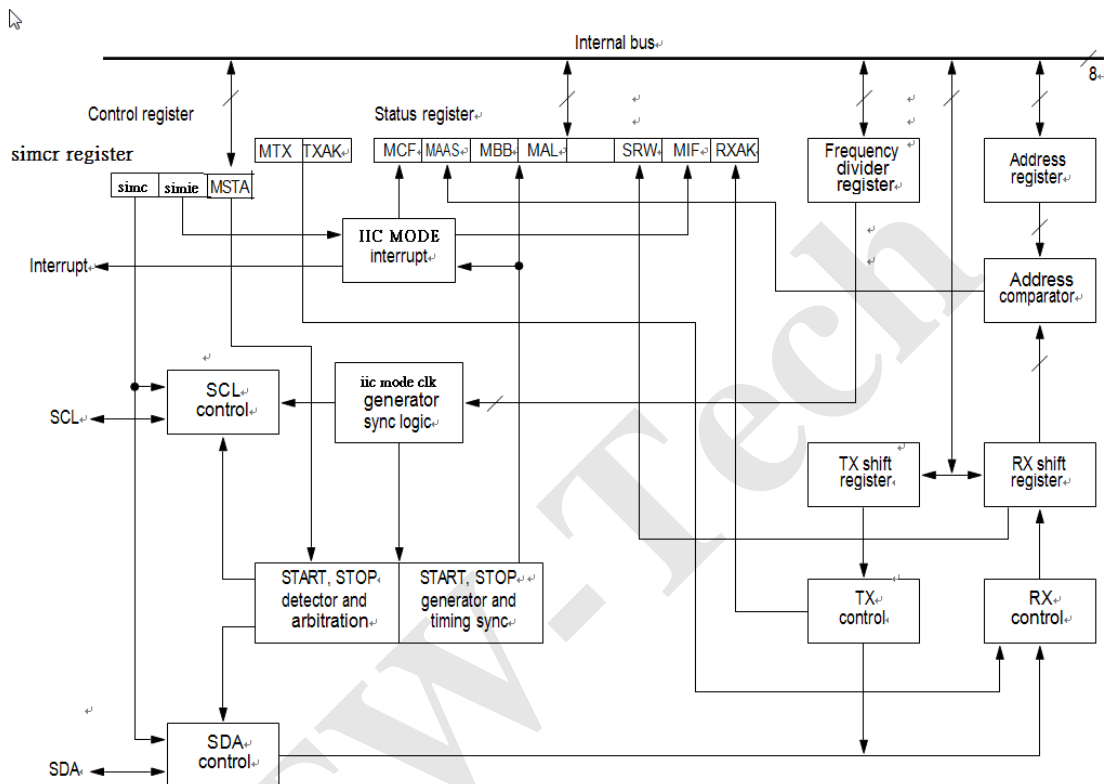 Internal bus
8
Control register
Status register
simcr register
MTX TXAK
MCF MAAS MBB MAL SRW MIF RXAK
simc simie MSTA
Frequency
divider
register
Address
register
IIC MODE
interrupt
Interrupt
Address
comparator
SCL
control
SCL
iic mode clk
generator
sync logic
TX shift
register
RX shift
register
START, STOP
detector and
arbitration
START, STOP
generator and
timing sync
TX
control
RX
control
SDA
control
SDA
TW-Tech